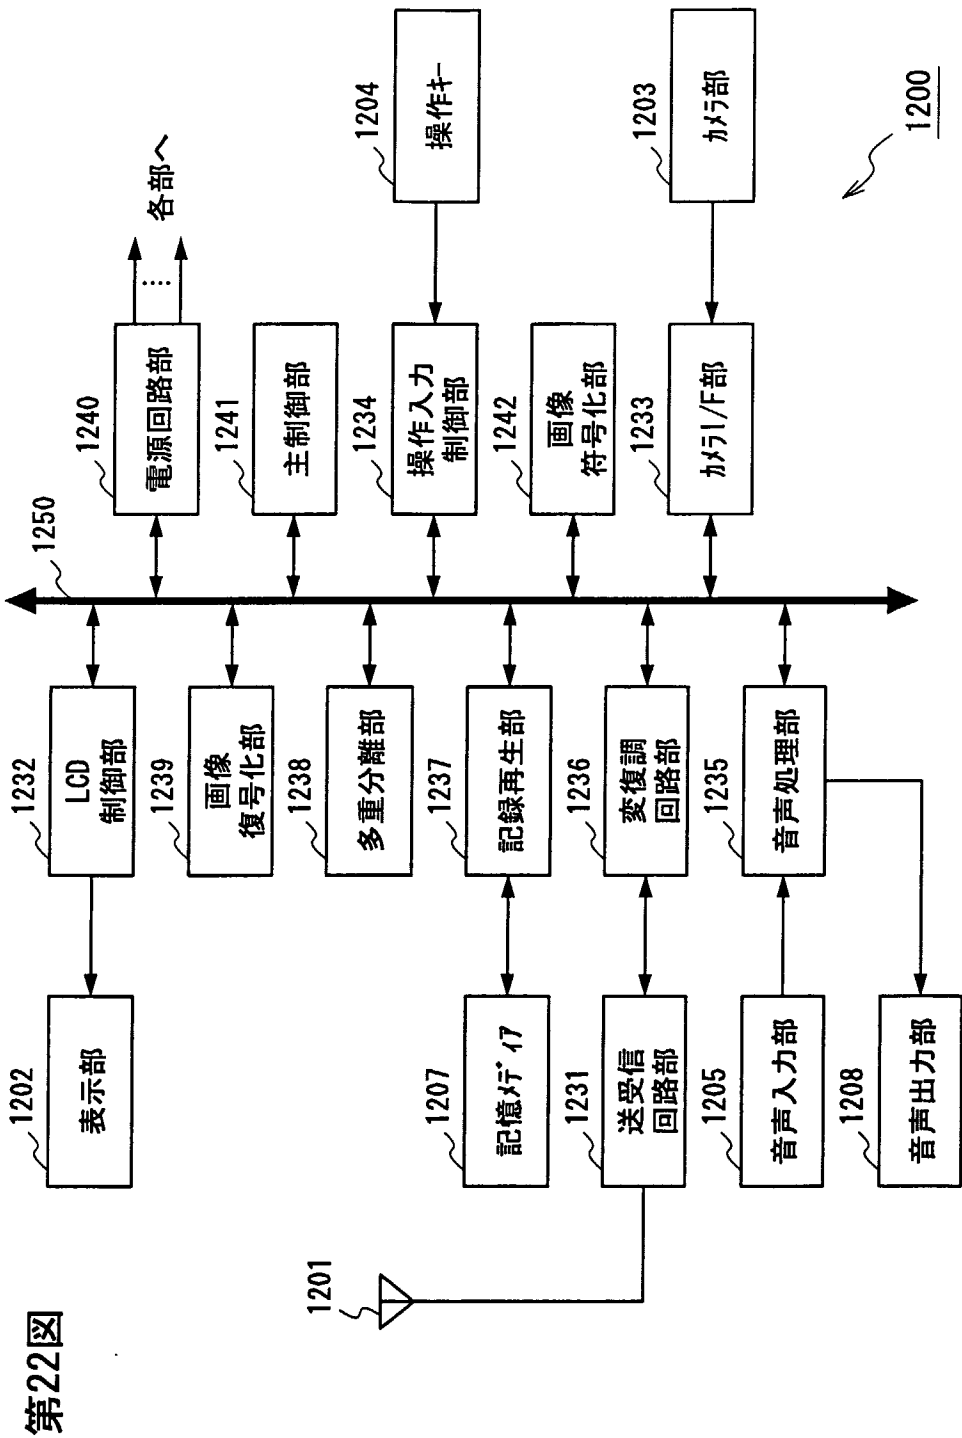 第22図
1201
1202
表示部
1207
記憶メディア
1231
送受信
回路部
1205
音声入力部
1208
音声出力部
1232
LCD
制御部
1239
画像
復号化部
1238
多重分離部
1237
記録再生部
1236
変復調
回路部
1235
音声処理部
1250
1240
電源回路部
各部へ
1241
主制御部
1234
操作入力
制御部
1242
画像
符号化部
1233
カメラI/F部
1204
操作キー
1203
カメラ部
1200